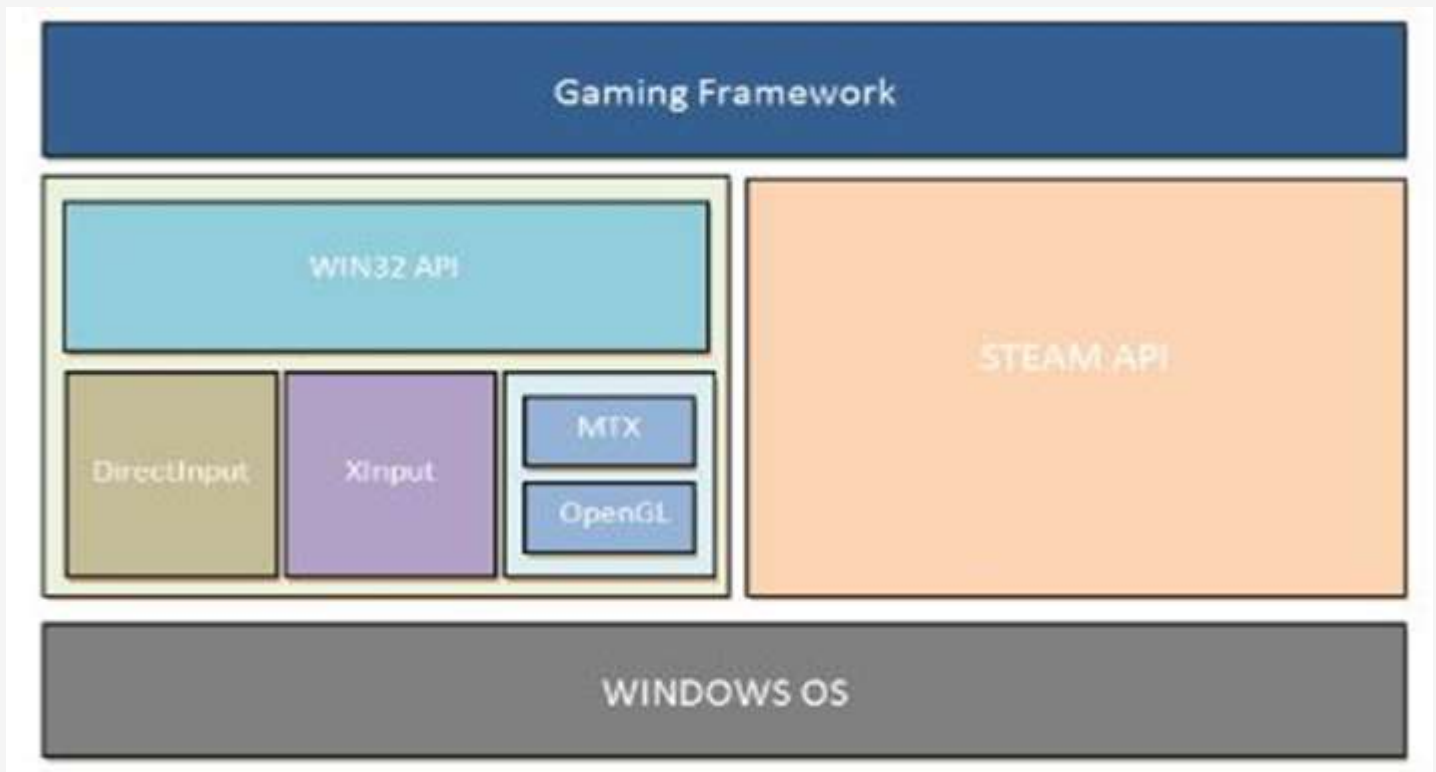 Gaming Framework
WIN32 API
STEAM API
DirectInput
XInput
MTX
OpenGL
WINDOWS OS